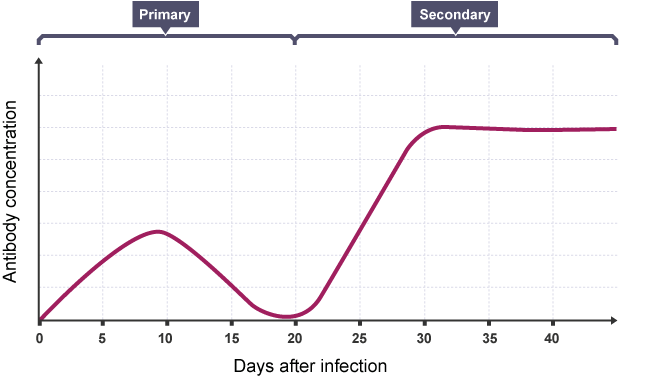 Primary
Secondary
Antibody concentration
0 5 10 15 20 25 30 35 40
Days after infection